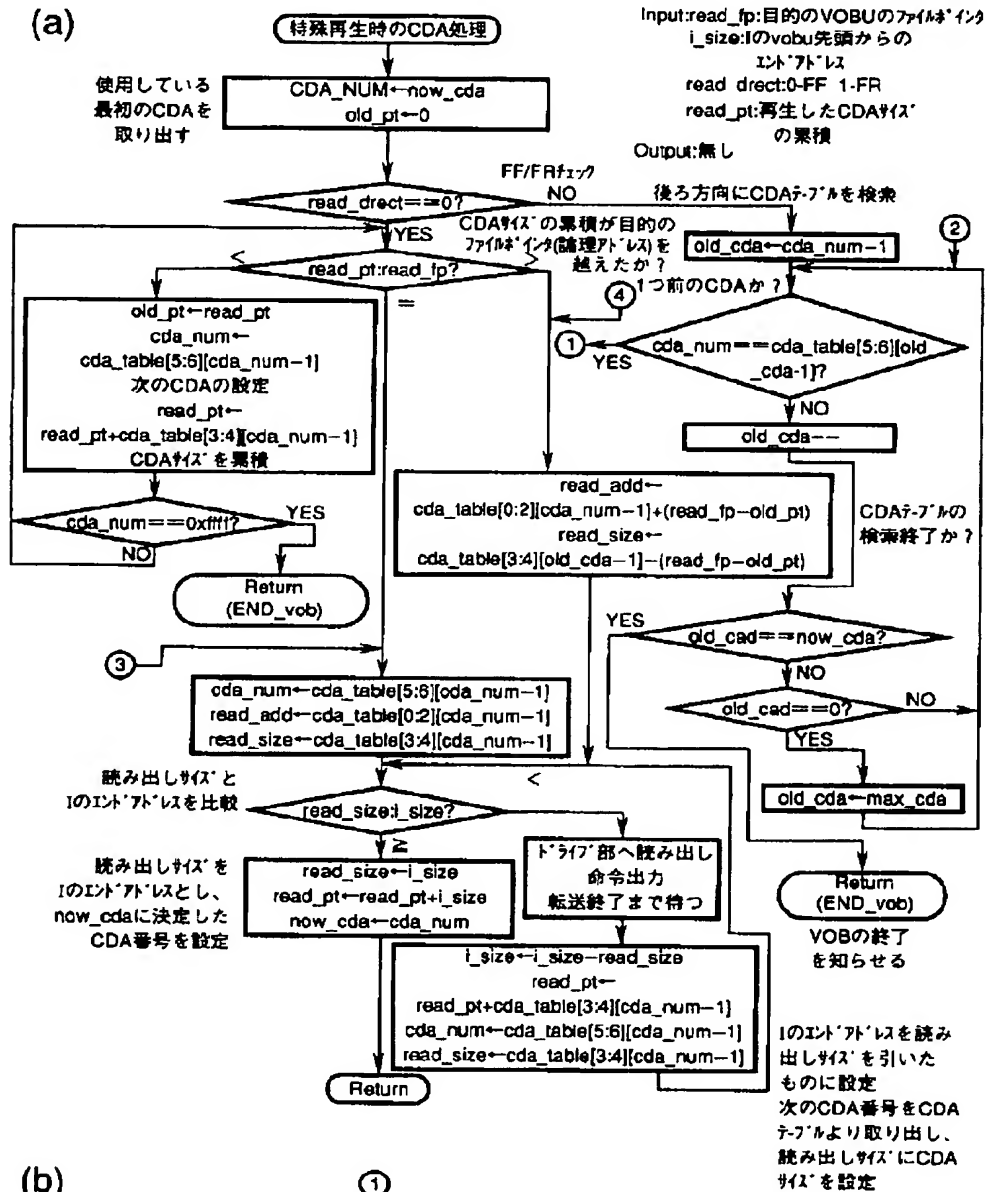 (a)
特殊再生時のCDA処理
Input:read_fp:目的のVOBUのﾌｧｲﾙﾎﾟｲﾝﾀ
i_size:Iのvobu先頭からの
ｴﾝﾄﾞｱﾄﾞﾚｽ
read drect:0-FF 1-FR
read_pt:再生したCDAｻｲｽﾞ
の累積
Output:無し
使用している
最初のCDAを
取り出す
CDA_NUM←now_cda
old_pt←0
FF/FRﾁｪｯｸ
read_drect==0?
NO
YES
後ろ方向にCDAﾃｰﾌﾞﾙを検索
old_cda←cda_num-1
②
CDAｻｲｽﾞの累積が目的の
ﾌｧｲﾙﾎﾟｲﾝﾀ(論理ｱﾄﾞﾚｽ)を
越えたか?
<
read_pt:read_fp?
>
=
④
1つ前のCDAか?
①
YES
cda_num==cda_table[5:6][old
_cda-1]?
NO
old_cda--
old_pt←read_pt
cda_num←
cda_table[5:6][cda_num-1]
次のCDAの設定
read_pt←
read_pt+cda_table[3:4][cda_num-1]
CDAｻｲｽﾞを累積
cda_num==0xffff?
YES
NO
Return
(END_vob)
read_add←
cda_table[0:2][cda_num-1]+(read_fp-old_pt)
read_size←
cda_table[3:4][old_cda-1]-(read_fp-old_pt)
CDAﾃｰﾌﾞﾙの
検索終了か?
YES
old_cad==now_cda?
NO
old_cad==0?
NO
YES
old_cda←max_cda
Return
(END_vob)
VOBの終了
を知らせる
③
cda_num←cda_table[5:6][cda_num-1]
read_add←cda_table[0:2][cda_num-1]
read_size←cda_table[3:4][cda_num-1]
読み出しｻｲｽﾞと
Iのｴﾝﾄﾞｱﾄﾞﾚｽを比較
read_size:i_size?
<
≧
読み出しｻｲｽﾞを
Iのｴﾝﾄﾞｱﾄﾞﾚｽとし、
now_cdaに決定した
CDA番号を設定
read_size←i_size
read_pt←read_pt+i_size
now_cda←cda_num
Return
ﾄﾞﾗｲﾌﾞ部へ読み出し
命令出力
転送終了まで待つ
i_size←i_size-read_size
read_pt←
read_pt+cda_table[3:4][cda_num-1]
cda_num←cda_table[5:6][cda_num-1]
read_size←cda_table[3:4][cda_num-1]
Iのｴﾝﾄﾞｱﾄﾞﾚｽを読み
出しｻｲｽﾞを引いた
ものに設定
次のCDA番号をCDA
ﾃｰﾌﾞﾙより取り出し、
読み出しｻｲｽﾞにCDA
ｻｲｽﾞを設定
(b)
①